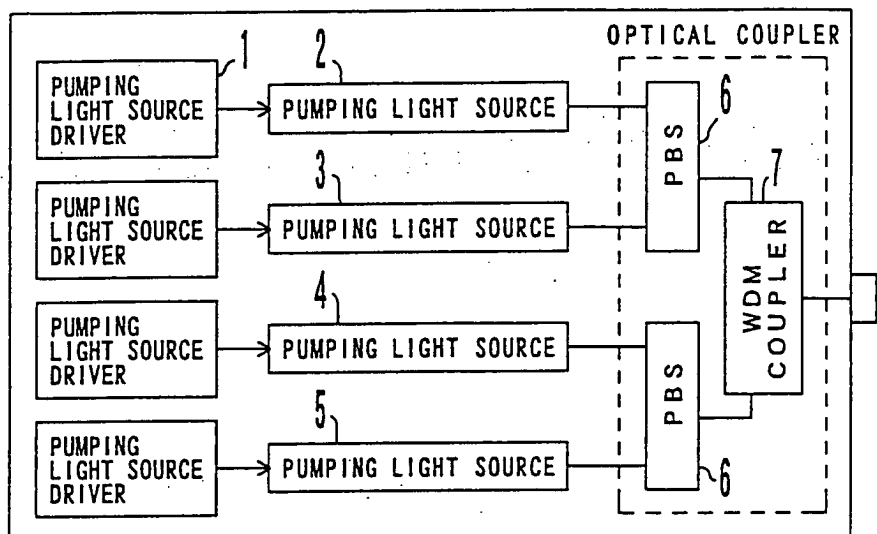 OPTICAL COUPLER
1
PUMPING
LIGHT SOURCE
DRIVER
2
PUMPING LIGHT SOURCE
6
PBS
PUMPING
LIGHT SOURCE
DRIVER
3
PUMPING LIGHT SOURCE
7
WDM
COUPLER
PUMPING
LIGHT SOURCE
DRIVER
4
PUMPING LIGHT SOURCE
PBS
6
PUMPING
LIGHT SOURCE
DRIVER
5
PUMPING LIGHT SOURCE